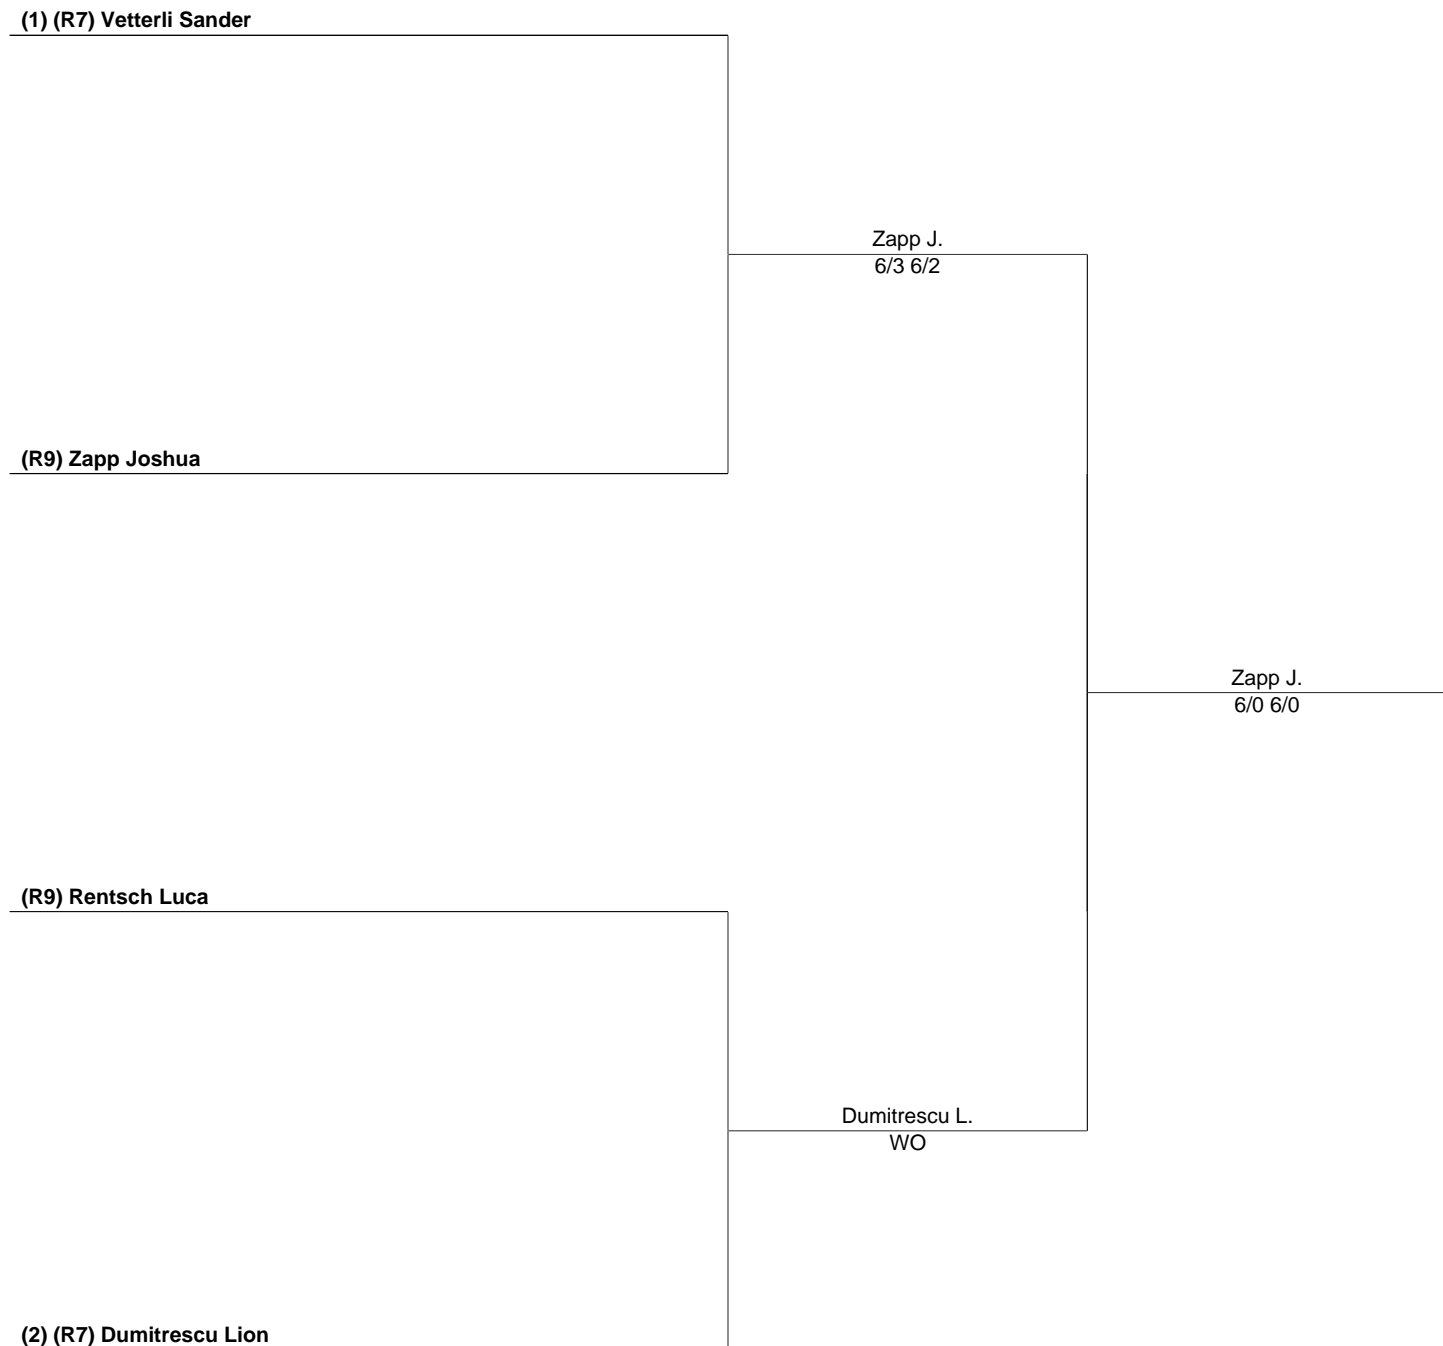 (1) (R7) Vetterli Sander
Zapp J.
6/3 6/2
(R9) Zapp Joshua
Zapp J.
6/0 6/0
(R9) Rentsch Luca
Dumitrescu L.
WO
(2) (R7) Dumitrescu Lion